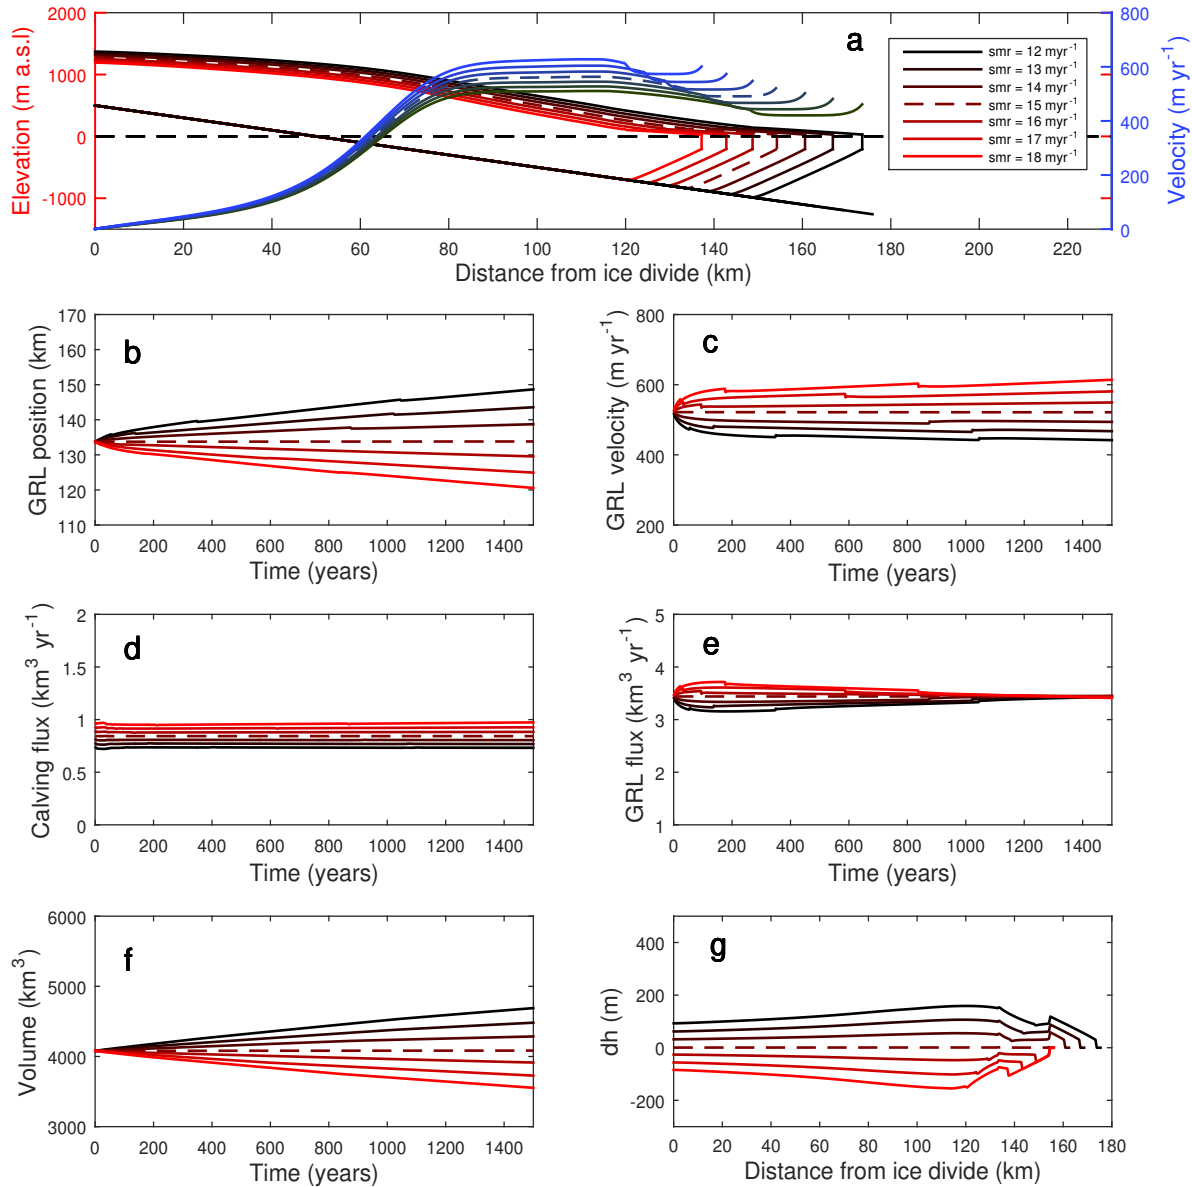 a
2000
1000
0
-1000
Elevation (m a.s.l)
800
600
400
200
0
Velocity (m yr-1)
smr = 12 myr-1
smr = 13 myr-1
smr = 14 myr-1
smr = 15 myr-1
smr = 16 myr-1
smr = 17 myr-1
smr = 18 myr-1
0 20 40 60 80 100 120 140 160 180 200 220
Distance from ice divide (km)
b
170
160
150
140
130
120
110
GRL position (km)
0 200 400 600 800 1000 1200 1400
Time (years)
c
800
600
400
200
GRL velocity (m yr-1)
0 200 400 600 800 1000 1200 1400
Time (years)
d
2
1.5
1
0.5
0
Calving flux (km3 yr-1)
0 200 400 600 800 1000 1200 1400
Time (years)
e
5
4
3
2
1
GRL flux (km3 yr-1)
0 200 400 600 800 1000 1200 1400
Time (years)
f
6000
5000
4000
3000
Volume (km3)
0 200 400 600 800 1000 1200 1400
Time (years)
g
400
200
0
-200
dh (m)
0 20 40 60 80 100 120 140 160 180
Distance from ice divide (km)